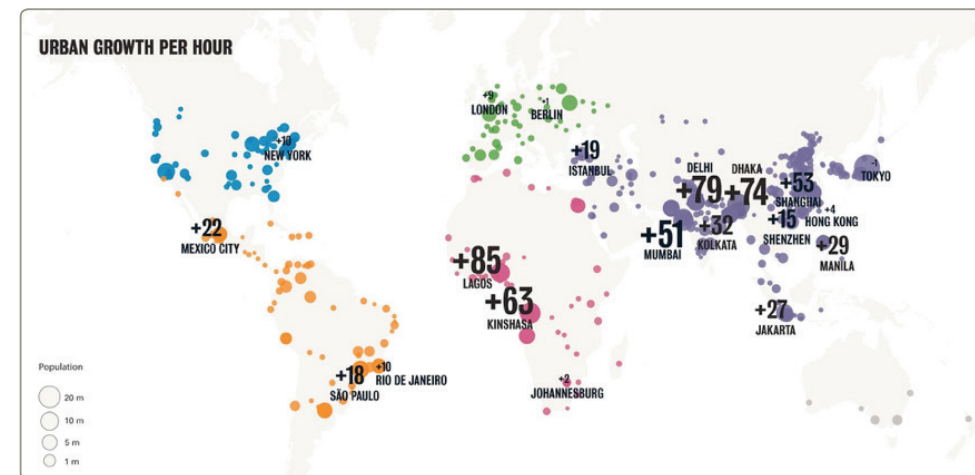 URBAN GROWTH PER HOUR
+10
NEW YORK
+22
MEXICO CITY
+18
SÃO PAULO
+10
RIO DE JANEIRO
+9
LONDON
-1
BERLIN
+19
ISTANBUL
+85
LAGOS
+63
KINSHASA
+2
JOHANNESBURG
DELHI
+79
DHAKA
+74
+51
MUMBAI
+32
KOLKATA
+53
SHANGHAI
-1
TOKYO
+4
HONG KONG
+15
SHENZHEN
+29
MANILA
+27
JAKARTA
Population
20 m
10 m
5 m
1 m